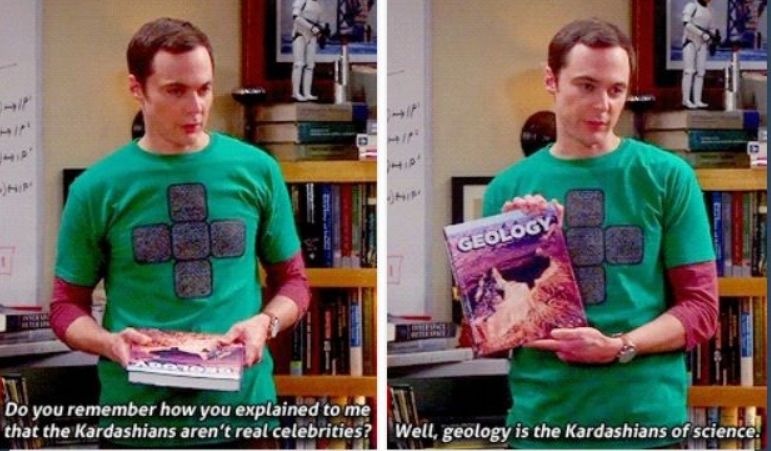 Do you remember how you explained to me
that the Kardashians aren't real celebrities?
GEOLOGY
GEOLOGY
Well, geology is the Kardashians of science.